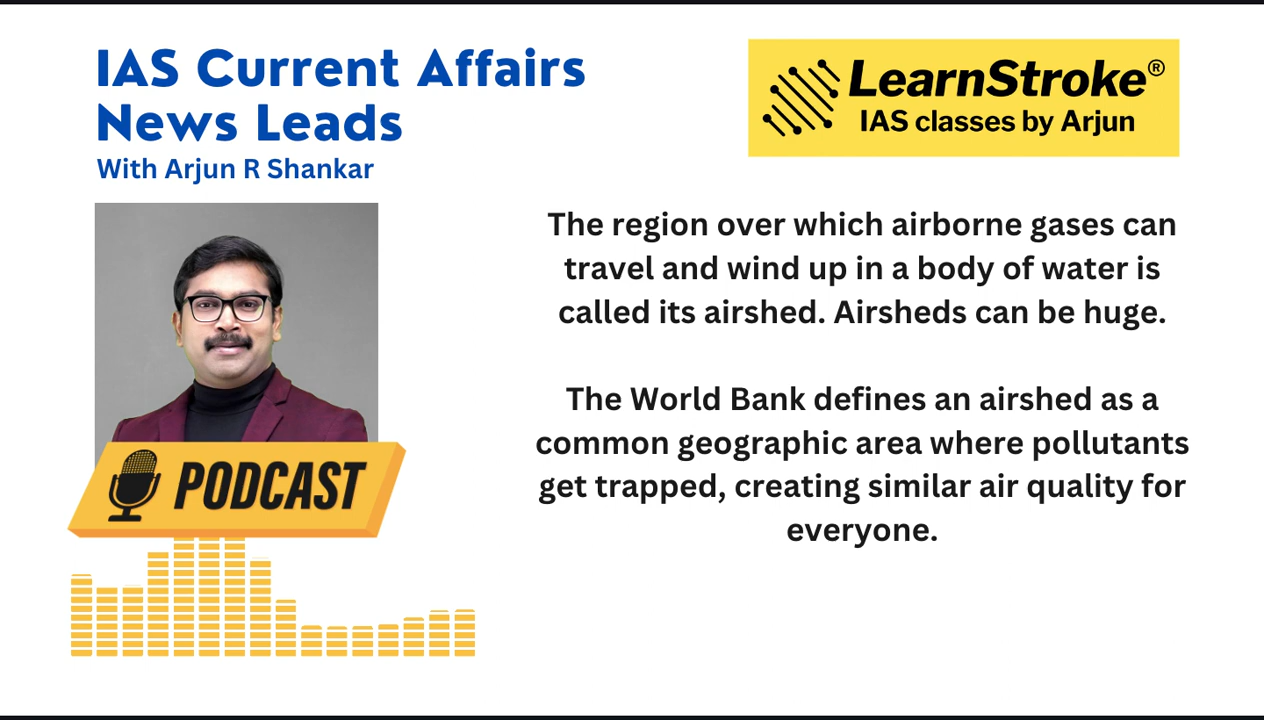 IAS Current Affairs
News Leads
With Arjun R Shankar
LearnStroke®
IAS classes by Arjun
The region over which airborne gases can
travel and wind up in a body of water is
called its airshed. Airsheds can be huge.
The World Bank defines an airshed as a
common geographic area where pollutants
get trapped, creating similar air quality for
everyone.
PODCAST